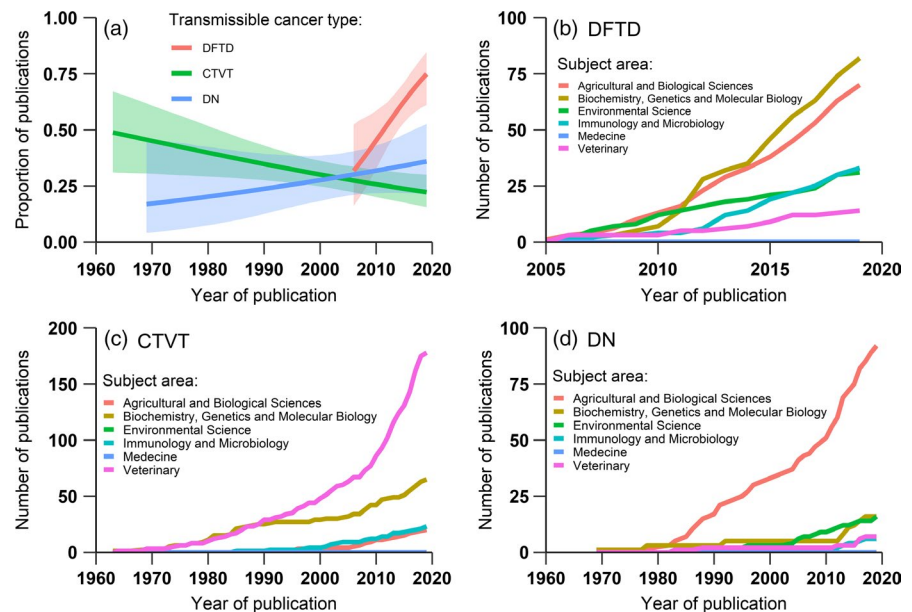 (a) Transmissible cancer type:
DFTD
CTVT
DN
1.00
0.75
0.50
0.25
0.00
Proportion of publications
1960 1970 1980 1990 2000 2010 2020
Year of publication
(b) DFTD
Subject area:
Agricultural and Biological Sciences
Biochemistry, Genetics and Molecular Biology
Environmental Science
Immunology and Microbiology
Medecine
Veterinary
100
75
50
25
0
Number of publications
2005 2010 2015 2020
Year of publication
(c) CTVT
Subject area:
Agricultural and Biological Sciences
Biochemistry, Genetics and Molecular Biology
Environmental Science
Immunology and Microbiology
Medecine
Veterinary
200
150
100
50
0
Number of publications
1960 1970 1980 1990 2000 2010 2020
Year of publication
(d) DN
Subject area:
Agricultural and Biological Sciences
Biochemistry, Genetics and Molecular Biology
Environmental Science
Immunology and Microbiology
Medecine
Veterinary
100
75
50
25
0
Number of publications
1960 1970 1980 1990 2000 2010 2020
Year of publication